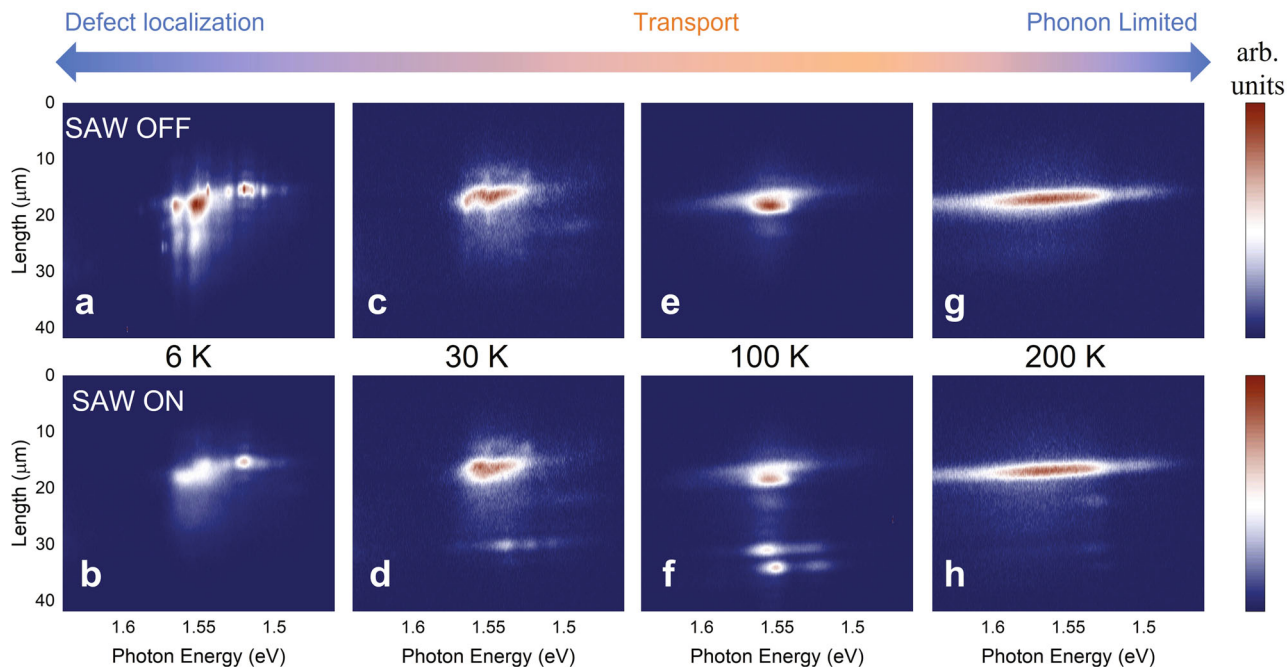 Defect localization Transport Phonon Limited
arb.
units
SAW OFF
0
10
20
30
40
Length (μm)
a c e g
6 K 30 K 100 K 200 K
SAW ON
0
10
20
30
40
Length (μm)
b d f h
1.6 1.55 1.5 1.6 1.55 1.5 1.6 1.55 1.5 1.6 1.55 1.5
Photon Energy (eV) Photon Energy (eV) Photon Energy (eV) Photon Energy (eV)